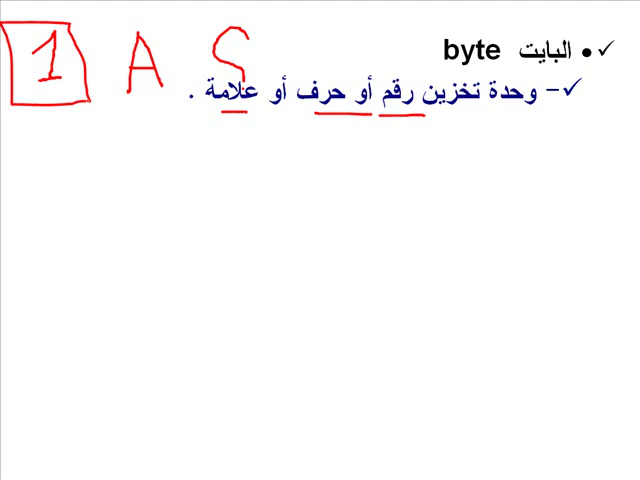 ✓ • البايت byte
✓ - وحدة تخزين رقم أو حرف أو علامة .
1 A